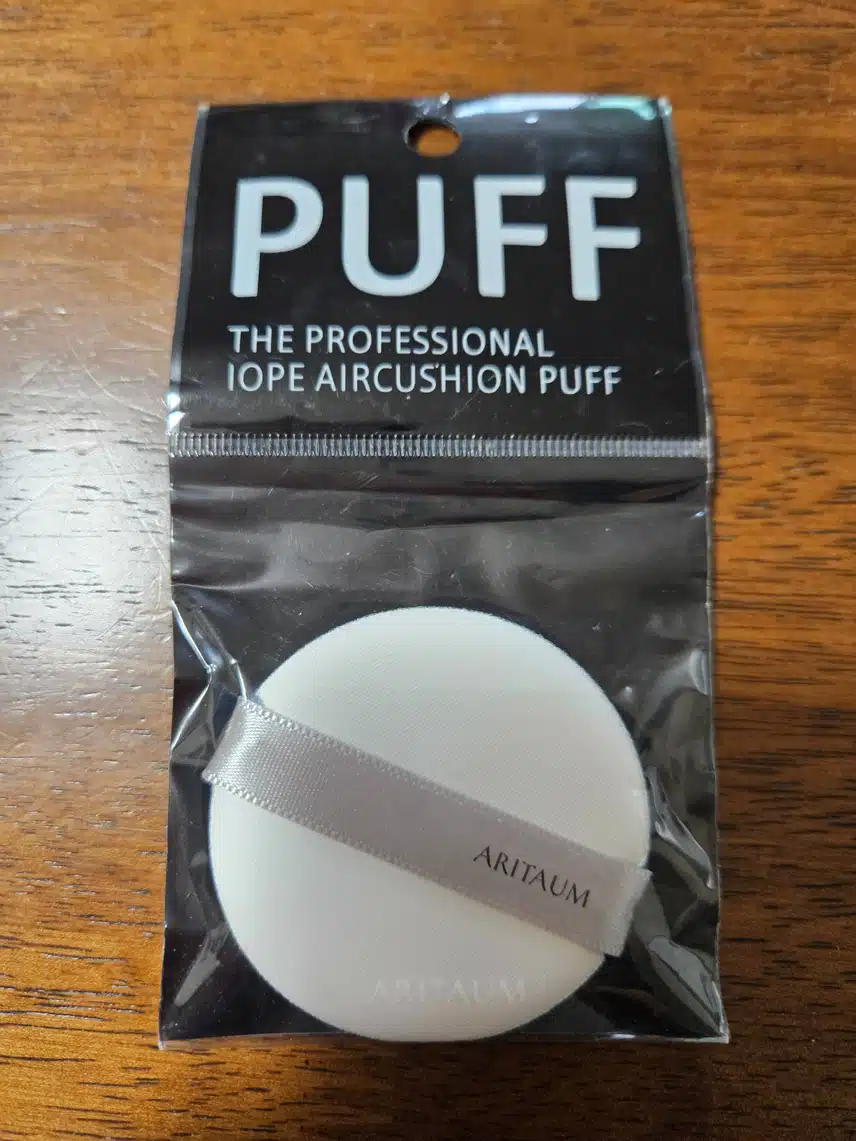 PUFF
THE PROFESSIONAL
IOPE AIRCUSHION PUFF
ARITAUM
ARITAUM